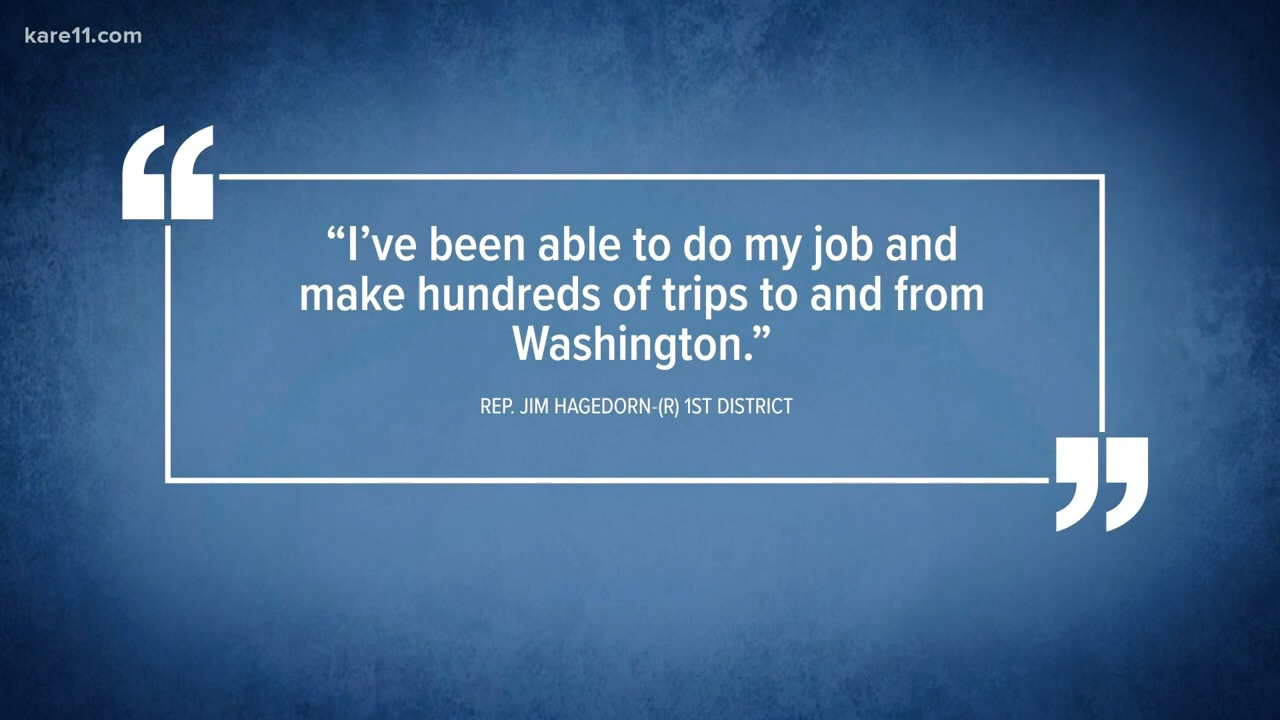 kare11.com
“I’ve been able to do my job and
make hundreds of trips to and from
Washington.”
REP. JIM HAGEDORN-(R) 1ST DISTRICT